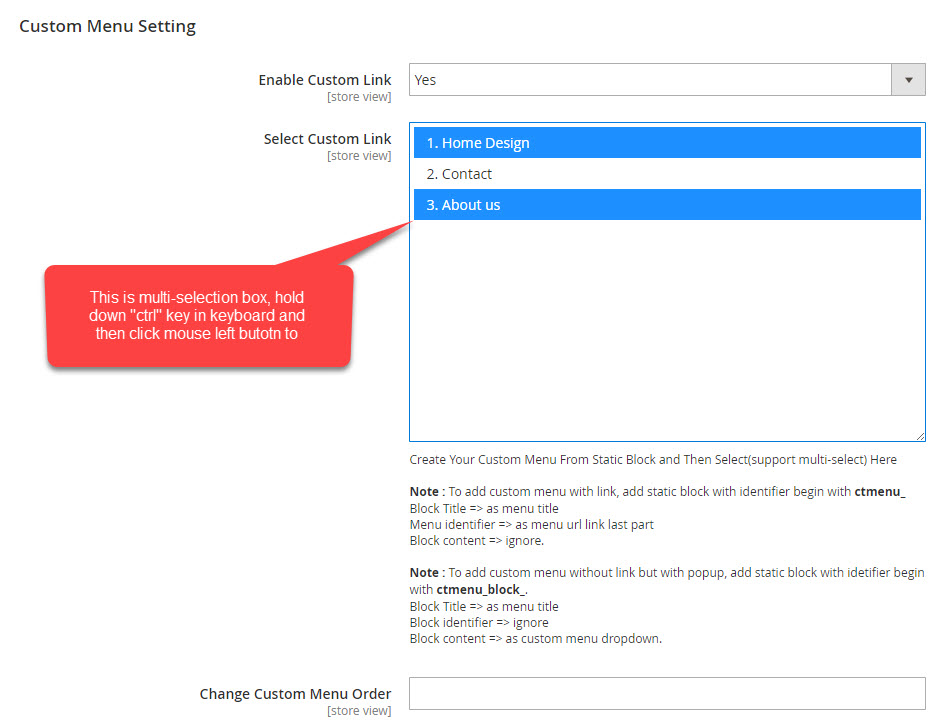 Custom Menu Setting
Enable Custom Link
[store view]
Yes
Select Custom Link
[store view]
1. Home Design
2. Contact
3. About us
This is multi-selection box, hold
down "ctrl" key in keyboard and
then click mouse left butotn to
Create Your Custom Menu From Static Block and Then Select(support multi-select) Here
Note : To add custom menu with link, add static block with identifier begin with ctmenu_
Block Title => as menu title
Menu identifier => as menu url link last part
Block content => ignore.
Note : To add custom menu without link but with popup, add static block with idetifier begin
with ctmenu_block_.
Block Title => as menu title
Block identifier => ignore
Block content => as custom menu dropdown.
Change Custom Menu Order
[store view]